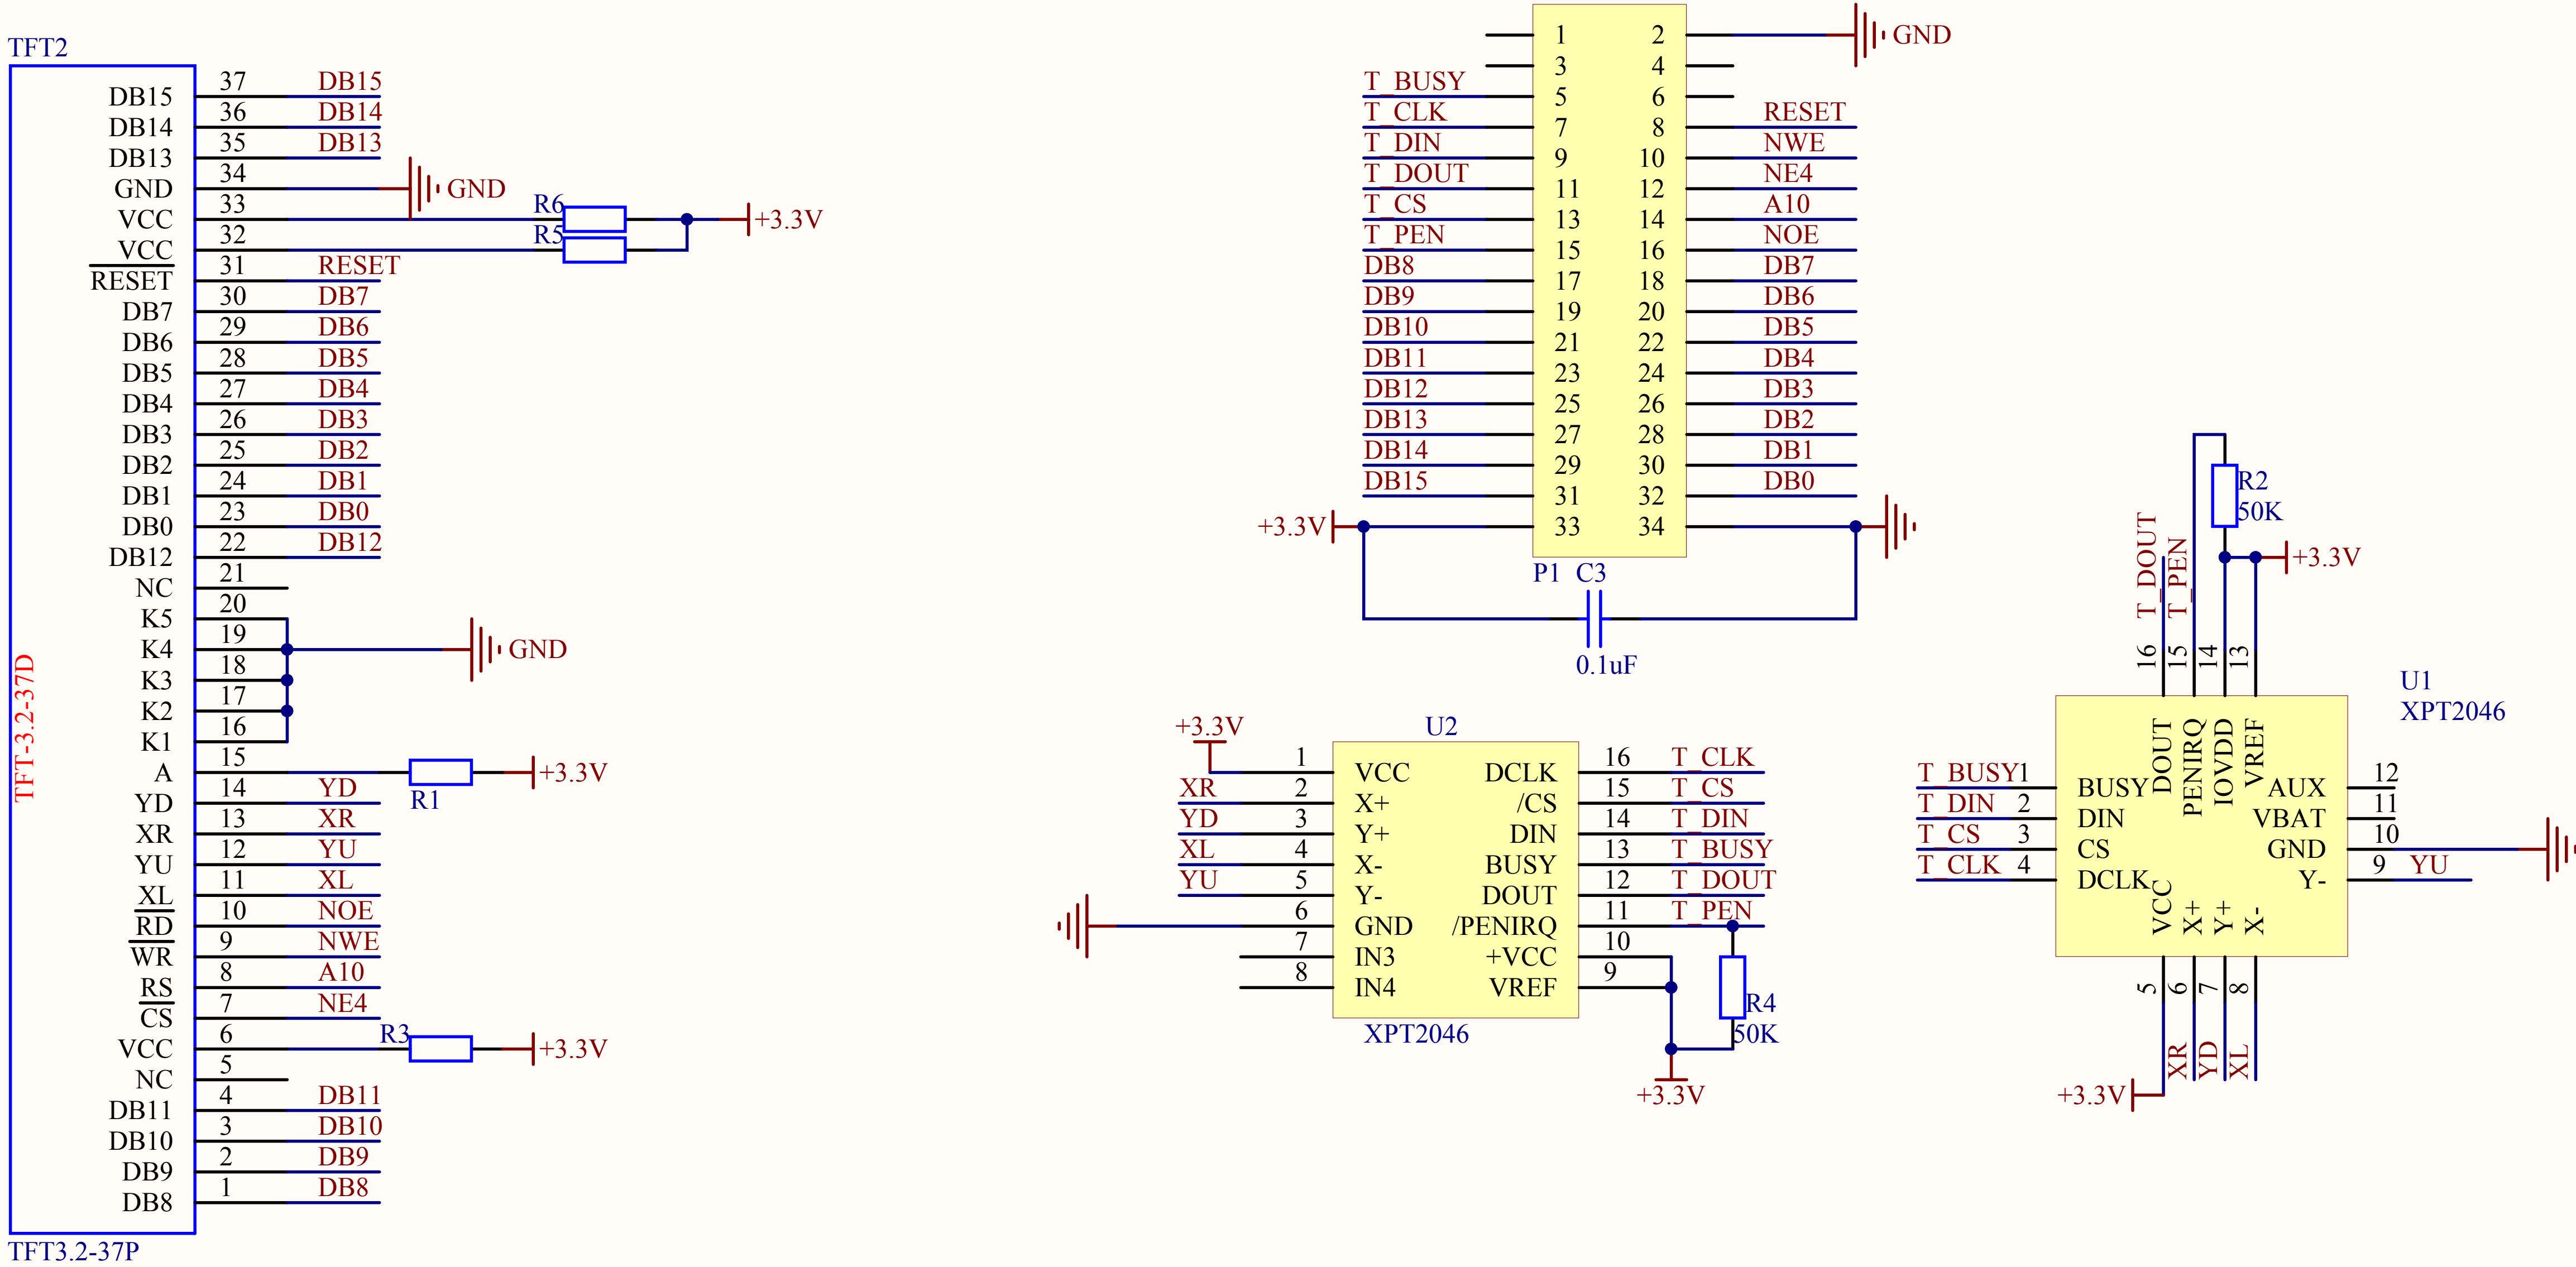 TFT2
DB15 37 DB15
DB14 36 DB14
DB13 35 DB13
GND 34 GND
VCC 33 R6 +3.3V
VCC 32 R5
RESET 31 RESET
DB7 30 DB7
DB6 29 DB6
DB5 28 DB5
DB4 27 DB4
DB3 26 DB3
DB2 25 DB2
DB1 24 DB1
DB0 23 DB0
DB12 22 DB12
NC 21
K5 20
K4 19 GND
K3 18
K2 17
K1 16
A 15 R1 +3.3V
YD 14 YD
XR 13 XR
YU 12 YU
XL 11 XL
RD 10 NOE
WR 9 NWE
RS 8 A10
CS 7 NE4
VCC 6 R3 +3.3V
NC 5
DB11 4 DB11
DB10 3 DB10
DB9 2 DB9
DB8 1 DB8
TFT-3.2-37D
TFT3.2-37P
1 2 GND
3 4
T_BUSY 5 6
T_CLK 7 8 RESET
T_DIN 9 10 NWE
T_DOUT 11 12 NE4
T_CS 13 14 A10
T_PEN 15 16 NOE
DB8 17 18 DB7
DB9 19 20 DB6
DB10 21 22 DB5
DB11 23 24 DB4
DB12 25 26 DB3
DB13 27 28 DB2
DB14 29 30 DB1
DB15 31 32 DB0
+3.3V 33 34
P1 C3
0.1uF
U2
+3.3V
1 VCC DCLK 16 T_CLK
XR 2 X+ /CS 15 T_CS
YD 3 Y+ DIN 14 T_DIN
XL 4 X- BUSY 13 T_BUSY
YU 5 Y- DOUT 12 T_DOUT
6 GND /PENIRQ 11 T_PEN
7 IN3 +VCC 10
8 IN4 VREF 9
XPT2046
R4
50K
+3.3V
R2
50K
+3.3V
T_DOUT
T_PEN
16 15 14 13
U1
XPT2046
DOUT PENIRQ IOVDD VREF
T_BUSY 1 BUSY AUX 12
T_DIN 2 DIN VBAT 11
T_CS 3 CS GND 10
T_CLK 4 DCLK Y- 9 YU
VCC X+ Y+ X-
5 6 7 8
XR YD XL
+3.3V